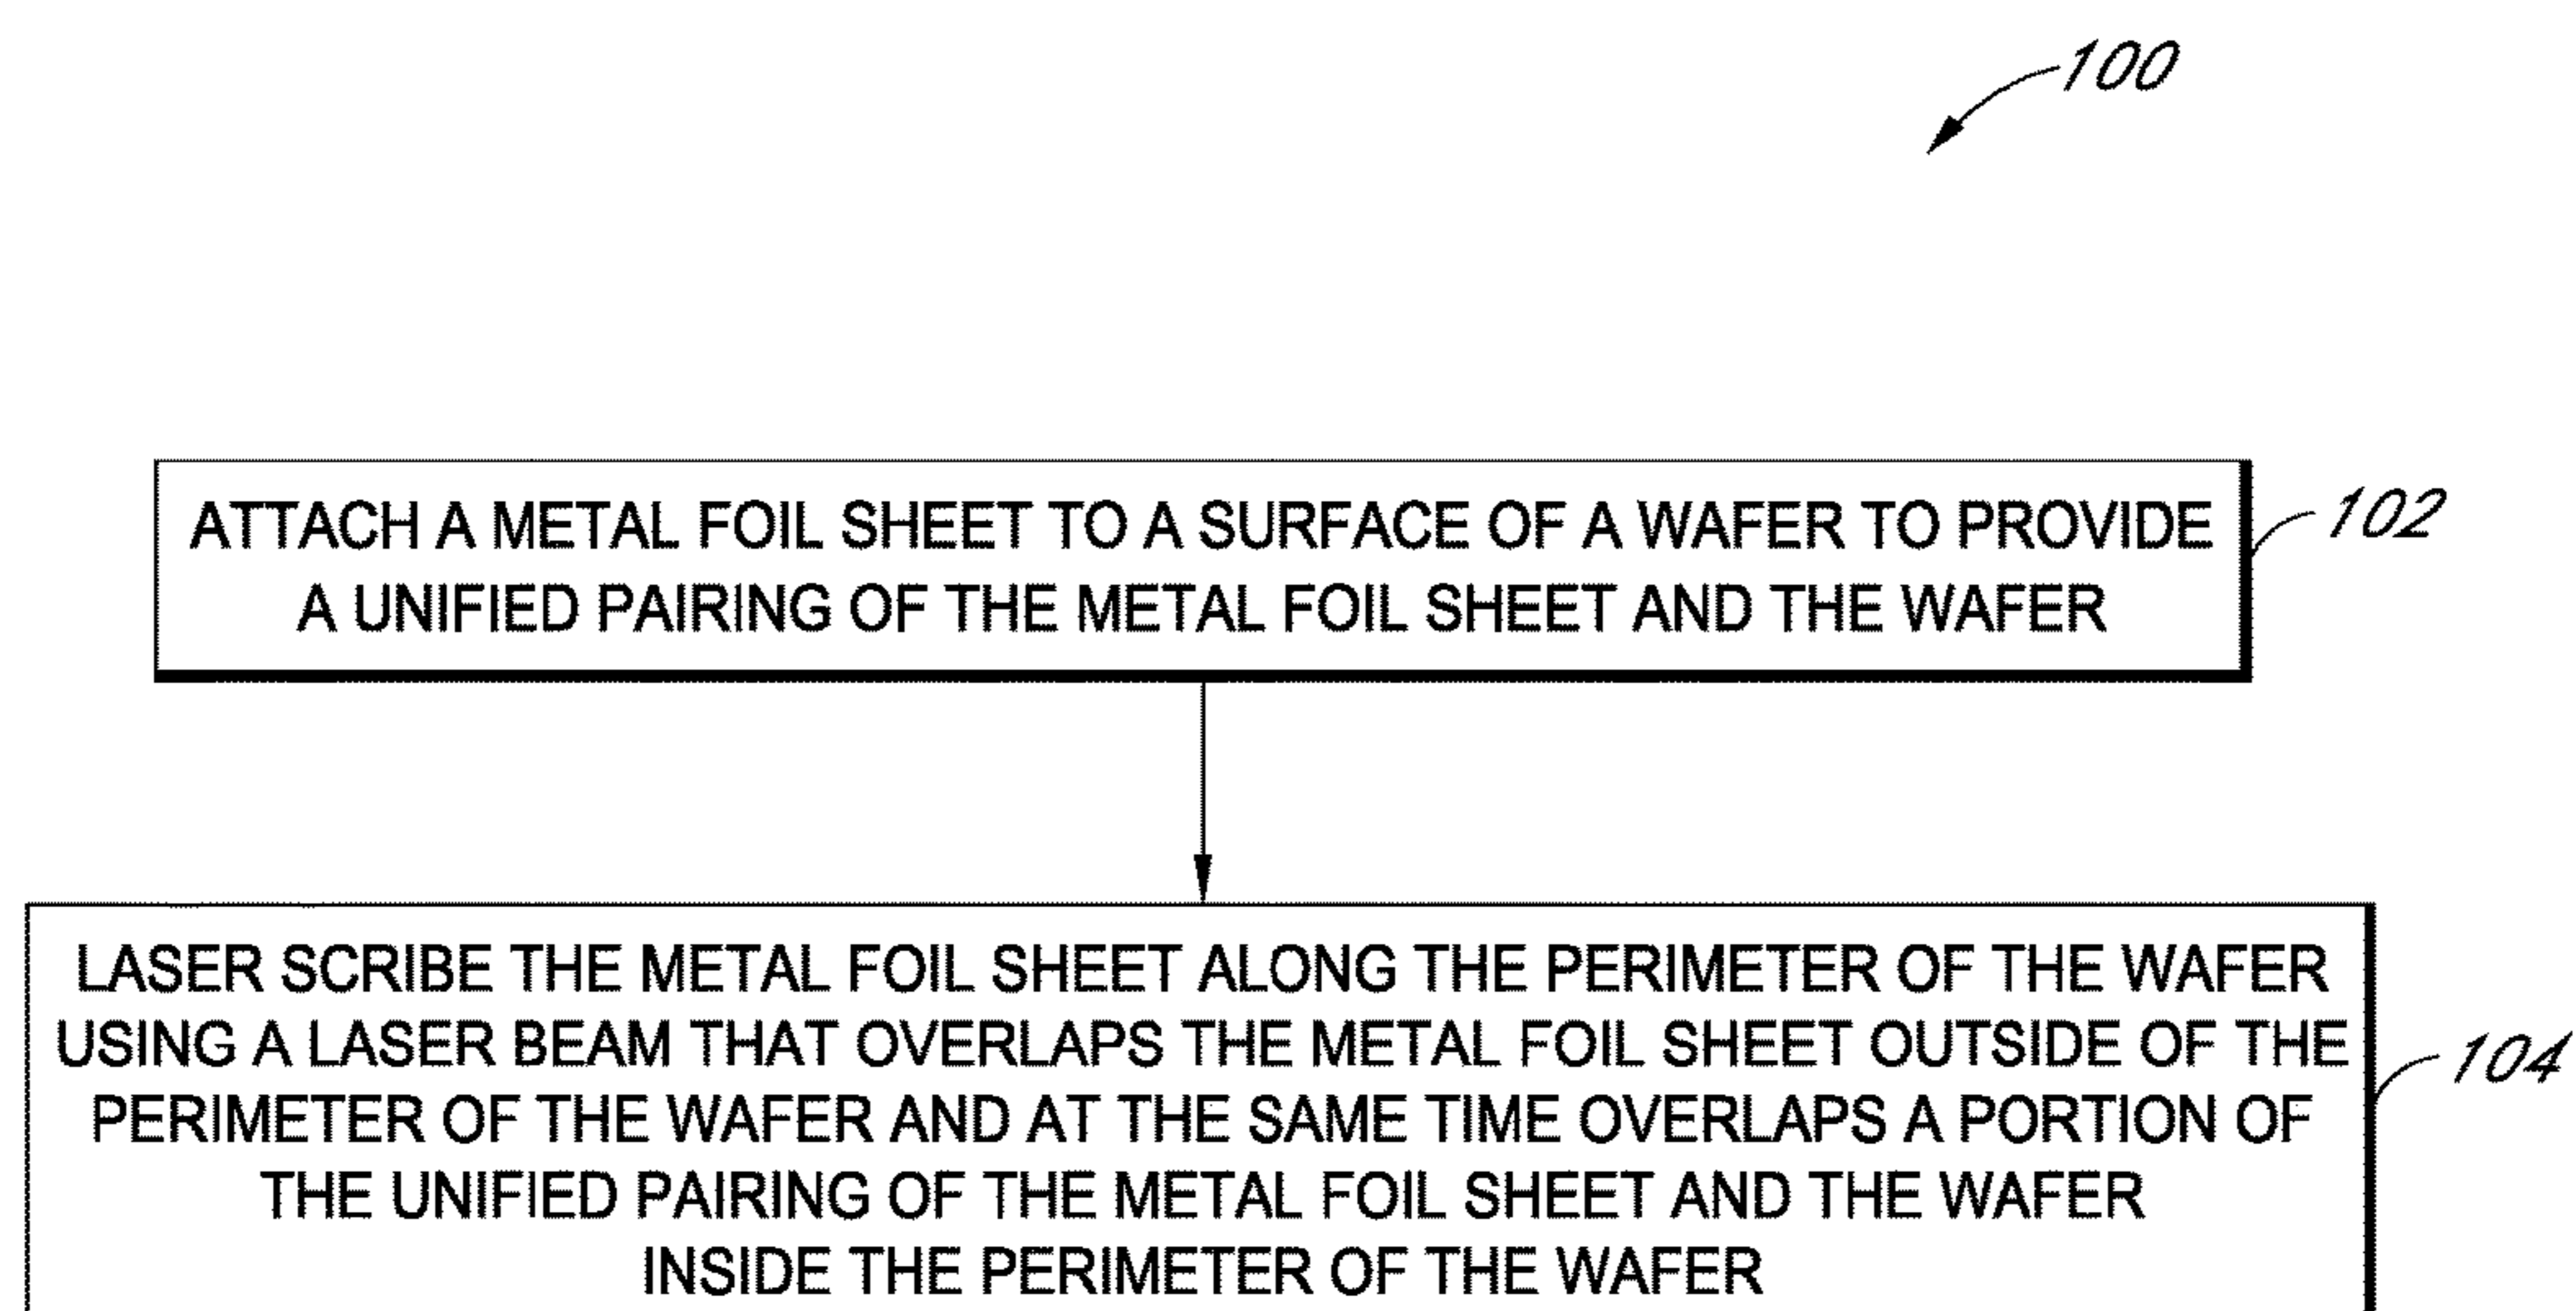 100
ATTACH A METAL FOIL SHEET TO A SURFACE OF A WAFER TO PROVIDE
A UNIFIED PAIRING OF THE METAL FOIL SHEET AND THE WAFER
102
LASER SCRIBE THE METAL FOIL SHEET ALONG THE PERIMETER OF THE WAFER
USING A LASER BEAM THAT OVERLAPS THE METAL FOIL SHEET OUTSIDE OF THE
PERIMETER OF THE WAFER AND AT THE SAME TIME OVERLAPS A PORTION OF
THE UNIFIED PAIRING OF THE METAL FOIL SHEET AND THE WAFER
INSIDE THE PERIMETER OF THE WAFER
104